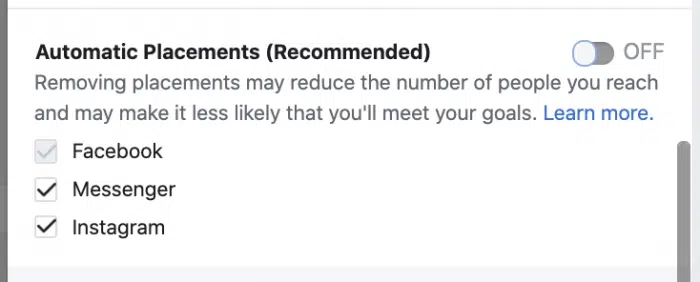 Automatic Placements (Recommended) OFF
Removing placements may reduce the number of people you reach
and may make it less likely that you'll meet your goals. Learn more.
Facebook
Messenger
Instagram